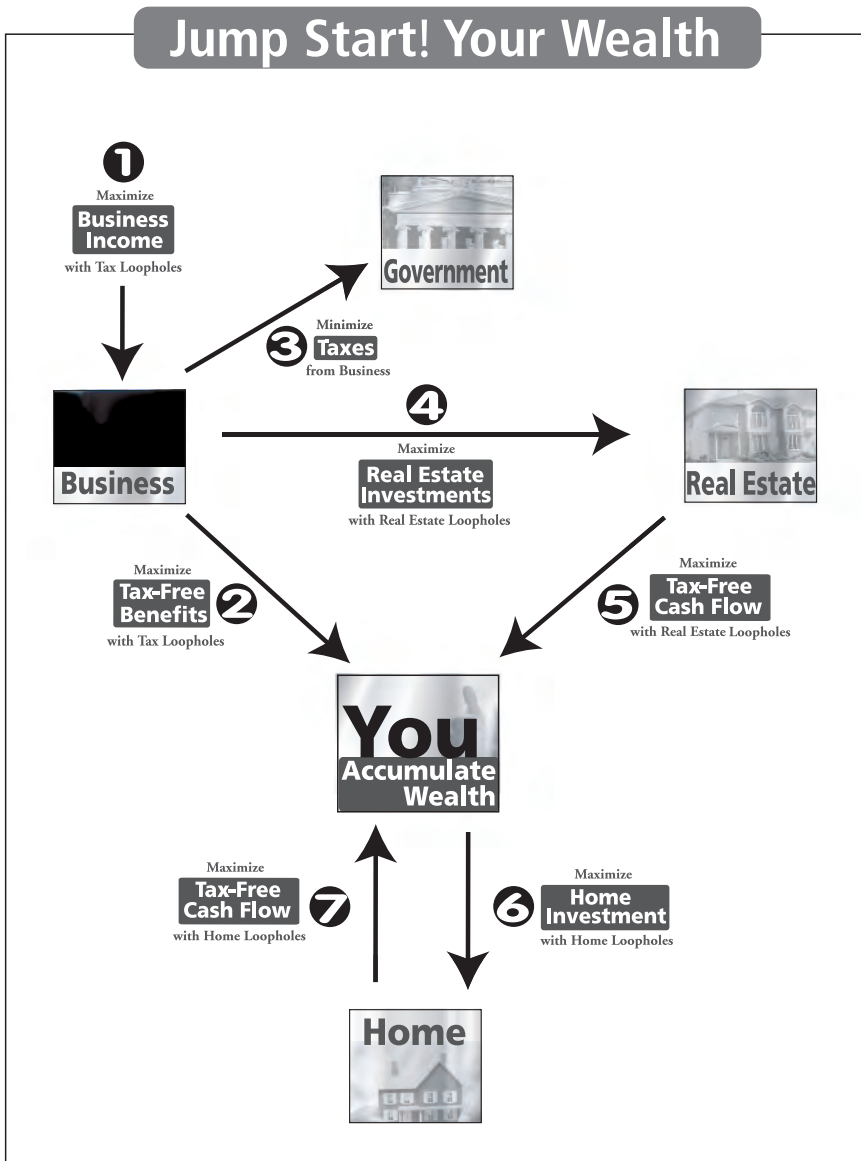 Jump Start! Your Wealth
1
Maximize
Business
Income
with Tax Loopholes
Government
3
Minimize
Taxes
from Business
Business
4
Maximize
Real Estate
Investments
with Real Estate Loopholes
Real Estate
Maximize
Tax-Free
Benefits
2
with Tax Loopholes
5
Maximize
Tax-Free
Cash Flow
with Real Estate Loopholes
You
Accumulate
Wealth
Maximize
Tax-Free
Cash Flow
7
with Home Loopholes
6
Maximize
Home
Investment
with Home Loopholes
Home